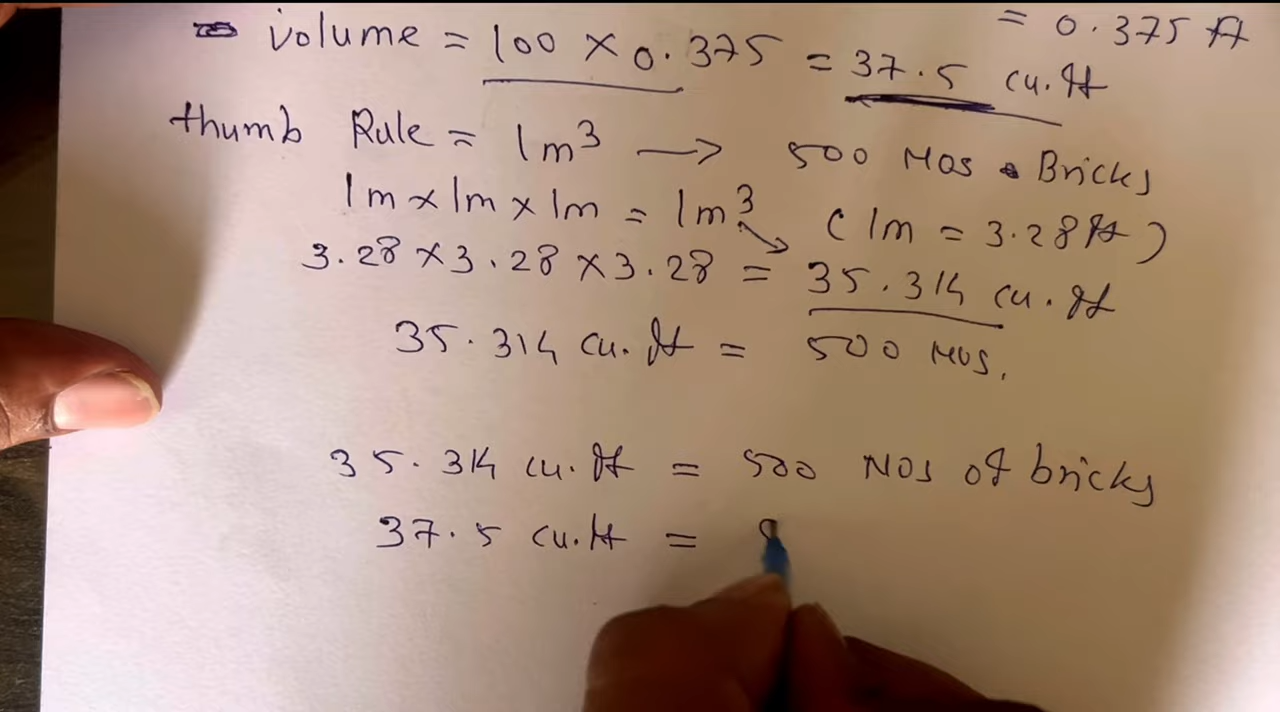 = 0.375 ft
volume = 100 × 0.375 = 37.5 cu.ft
thumb Rule = 1m³ → 500 Nos Bricks
1m × 1m × 1m = 1m³ (1m = 3.28ft)
3.28 × 3.28 × 3.28 = 35.314 cu.ft
35.314 cu.ft = 500 Nos.
35.314 cu.ft = 500 Nos of bricks
37.5 cu.ft =